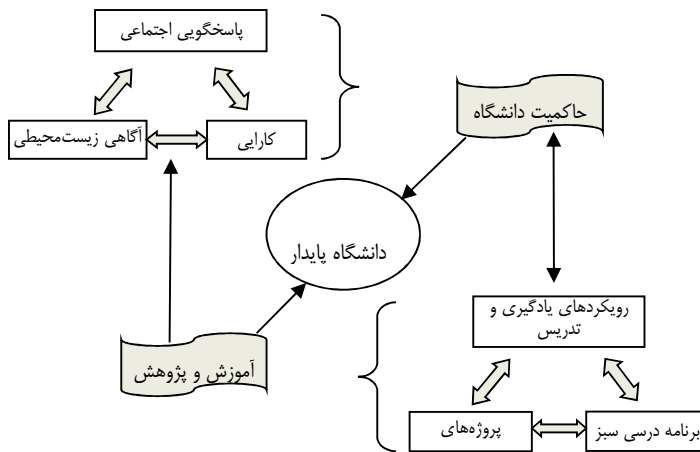 پاسخگویی اجتماعی
حاکمیت دانشگاه
آگاهی زیست‌محیطی
کارایی
دانشگاه پایدار
رویکردهای یادگیری و
تدریس
آموزش و پژوهش
پروژه‌های
برنامه درسی سبز